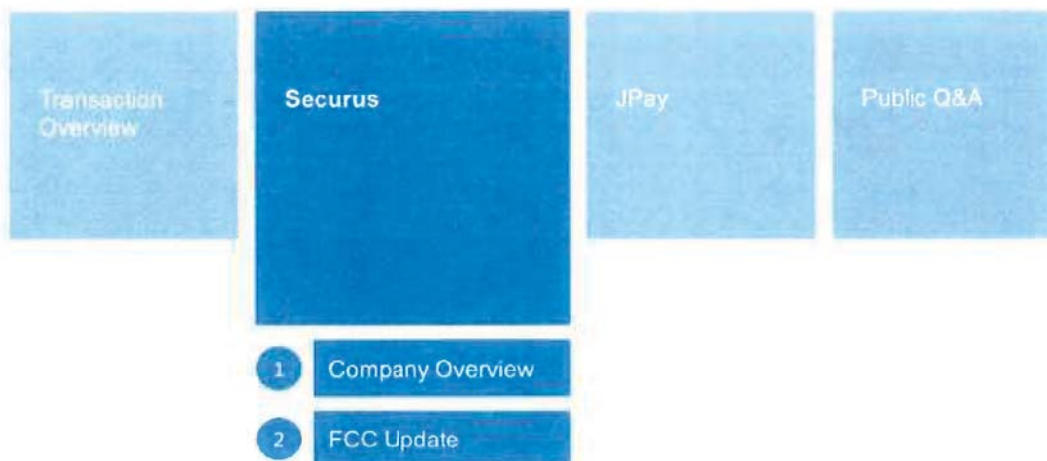 Transaction
Overview
Securus
JPay
Public Q&A
1 Company Overview
2 FCC Update